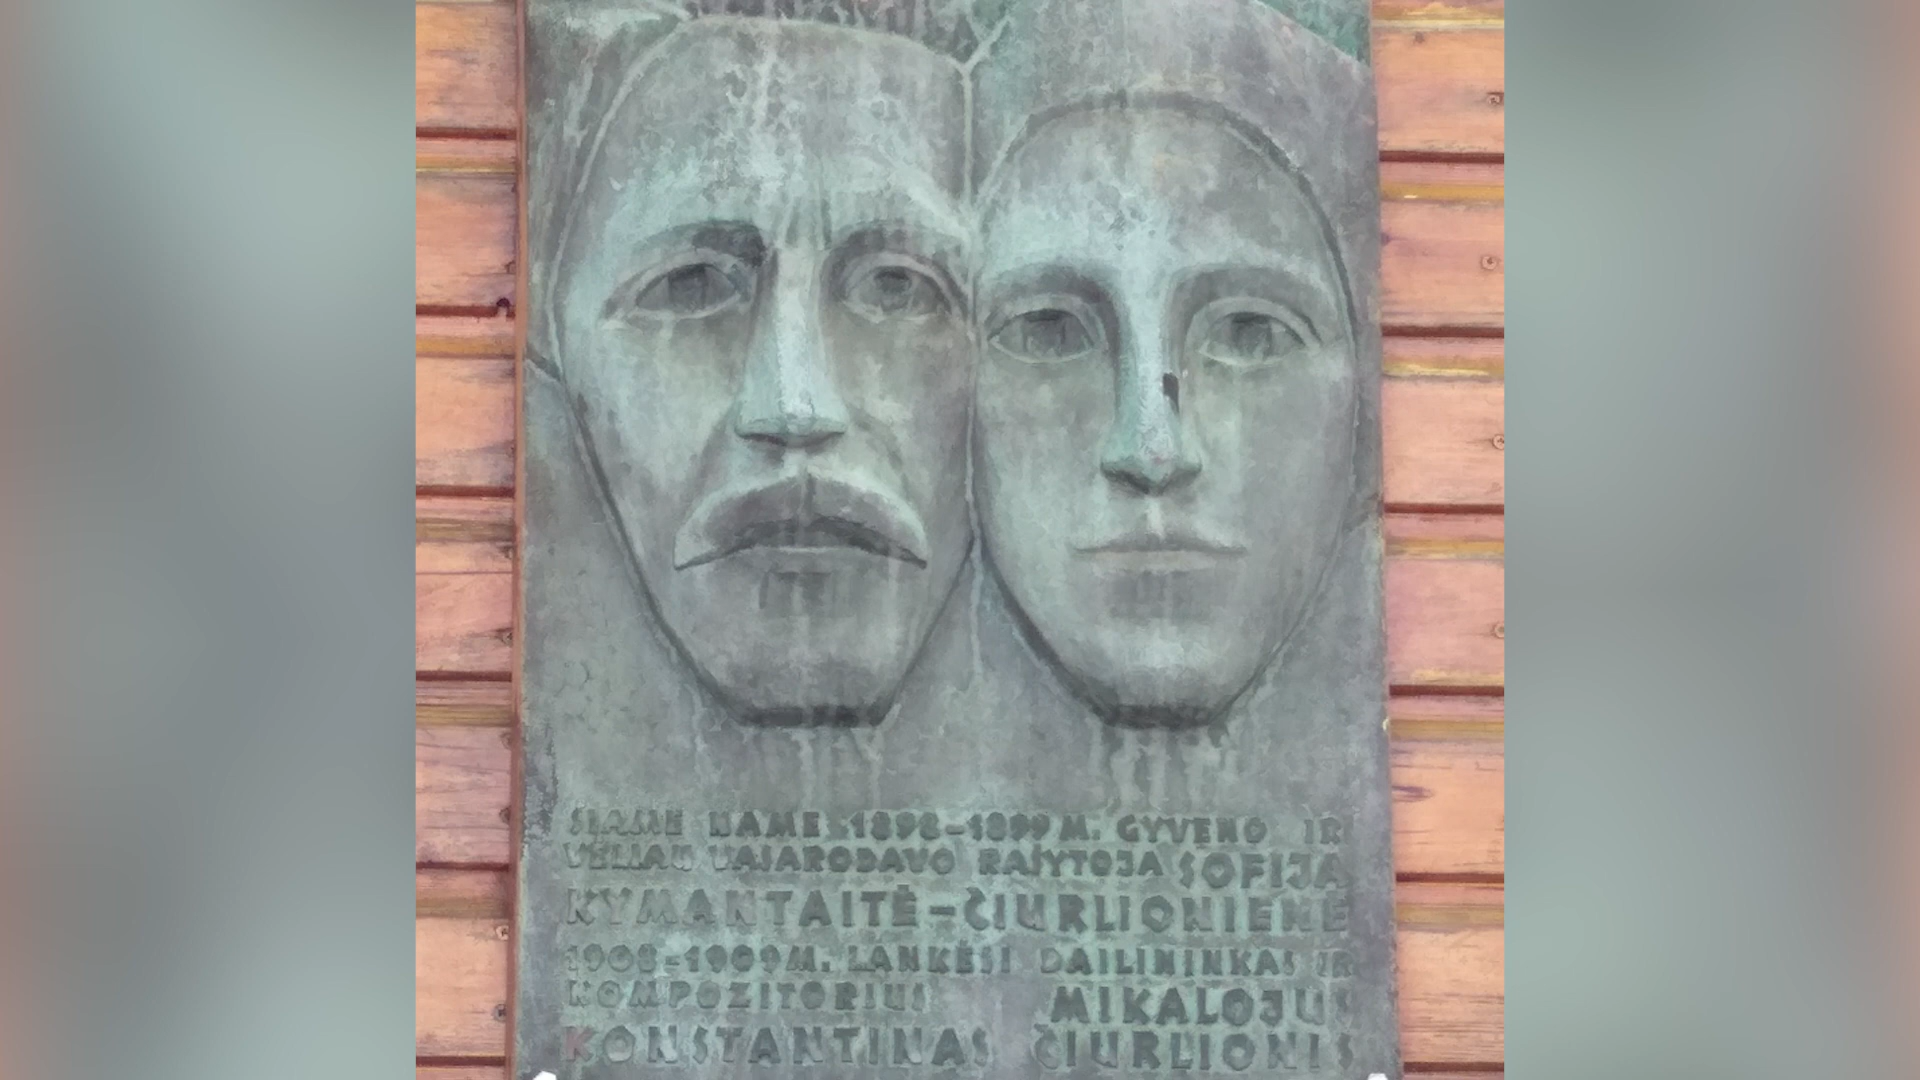 ŠIAME NAME 1898–1899 M. GYVENO IR
VĖLIAU VAJARODAVO RAŠYTOJA SOFIJA
KYMANTAITĖ–ČIURLIONIENĖ
1908–1909 M. LANKĖSI DAILININKAS IR
KOMPOZITORIUS MIKALOJUS
KONSTANTINAS ČIURLIONIS